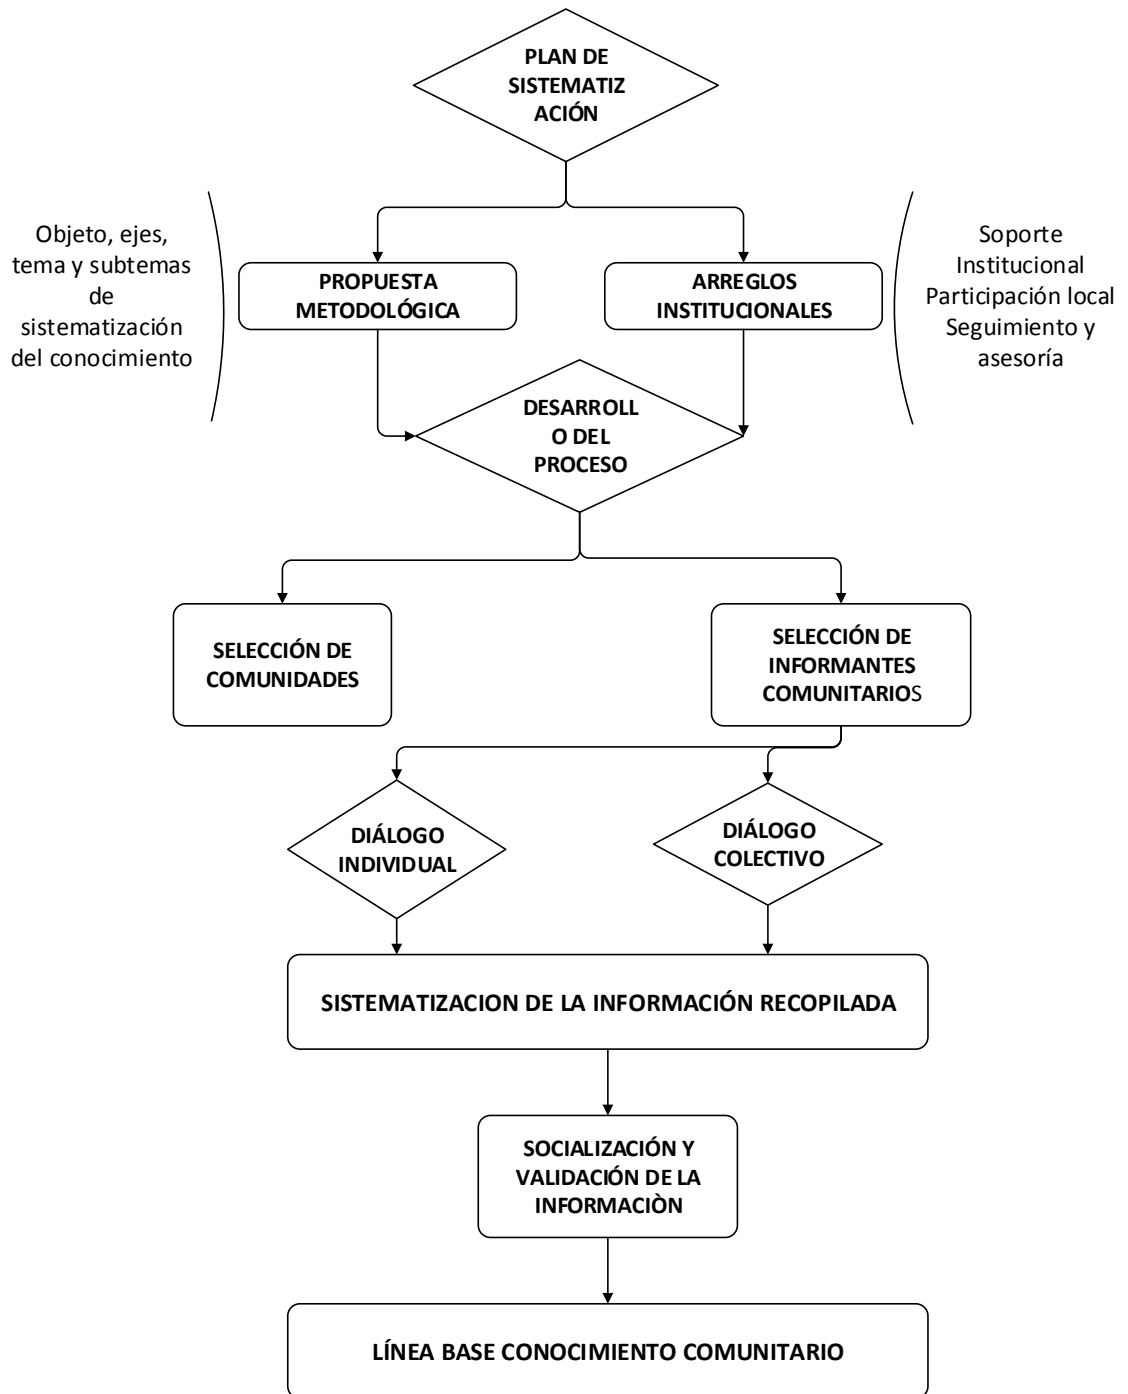 PLAN DE
SISTEMATIZ
ACIÓN
Objeto, ejes,
tema y subtemas
de
sistematización
del conocimiento
PROPUESTA
METODOLÓGICA
ARREGLOS
INSTITUCIONALES
Soporte
Institucional
Participación local
Seguimiento y
asesoría
DESARROLL
O DEL
PROCESO
SELECCIÓN DE
COMUNIDADES
SELECCIÓN DE
INFORMANTES
COMUNITARIOS
DIÁLOGO
INDIVIDUAL
DIÁLOGO
COLECTIVO
SISTEMATIZACION DE LA INFORMACIÓN RECOPILADA
SOCIALIZACIÓN Y
VALIDACIÓN DE LA
INFORMACIÒN
LÍNEA BASE CONOCIMIENTO COMUNITARIO